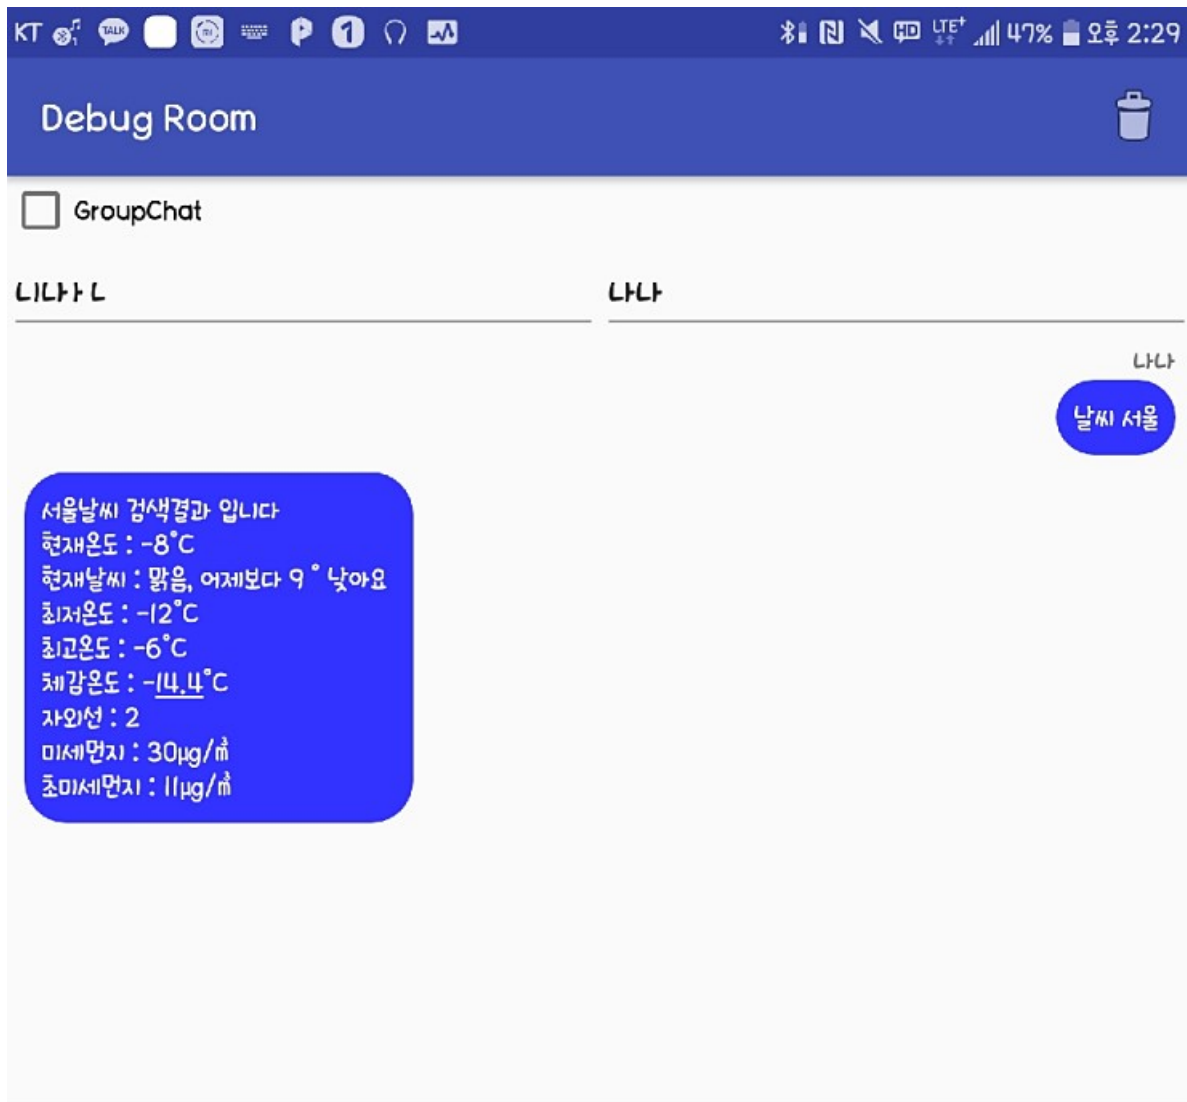 KT TALK 1 HD LTE+ 47% 오후 2:29
Debug Room
GroupChat
니나ㅏㄴ 나나
나나
날씨 서울
서울날씨 검색결과 입니다
현재온도 : -8°C
현재날씨 : 맑음, 어제보다 9 ° 낮아요
최저온도 : -12°C
최고온도 : -6°C
체감온도 : -14.4°C
자외선 : 2
미세먼지 : 30μg/㎥
초미세먼지 : 11μg/㎥